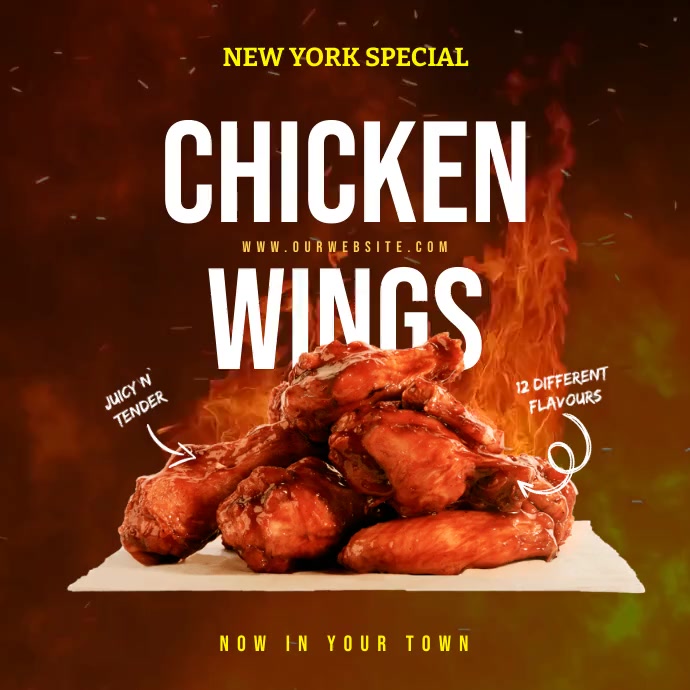 NEW YORK SPECIAL
CHICKEN
WWW.OURWEBSITE.COM
WINGS
JUICY 'N'
TENDER
12 DIFFERENT
FLAVOURS
NOW IN YOUR TOWN